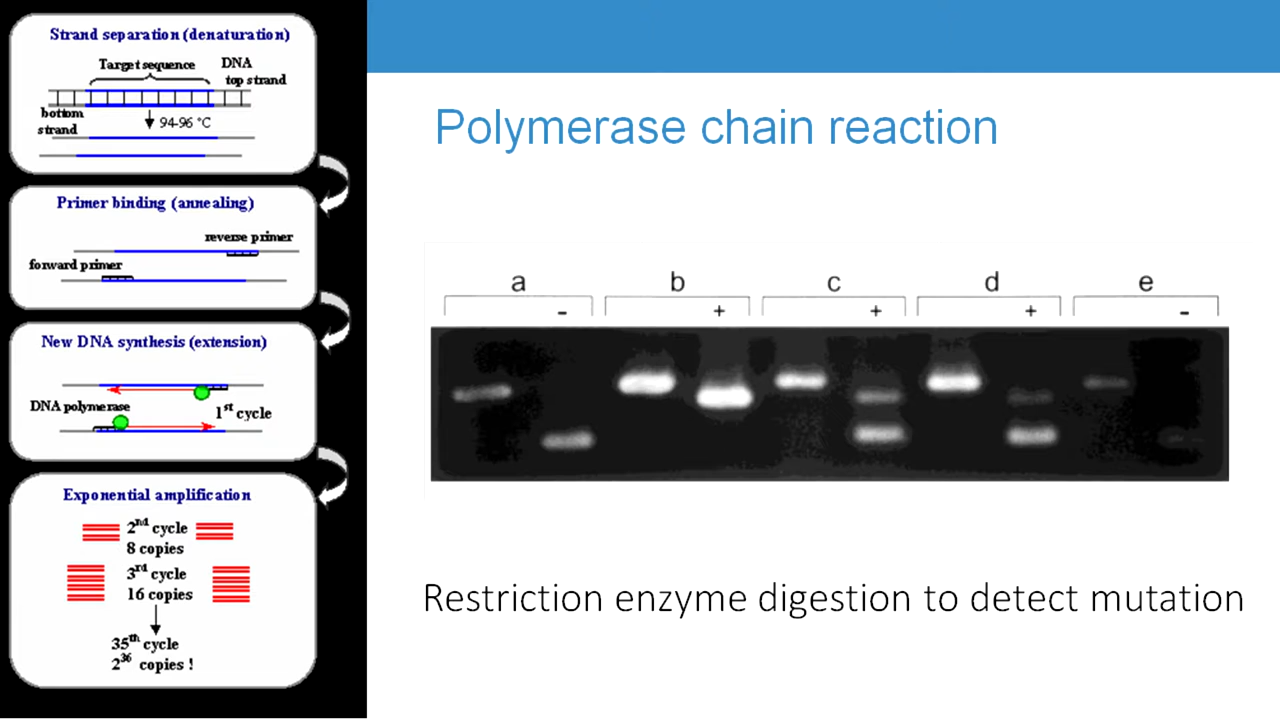 Strand separation (denaturation)
Target sequence
DNA
top strand
bottom
strand
94-96 °C
Primer binding (annealing)
reverse primer
forward primer
New DNA synthesis (extension)
DNA polymerase
1st cycle
Exponential amplification
2nd cycle
8 copies
3rd cycle
16 copies
35th cycle
2^36 copies !
Polymerase chain reaction
a b c d e
- + + + -
Restriction enzyme digestion to detect mutation